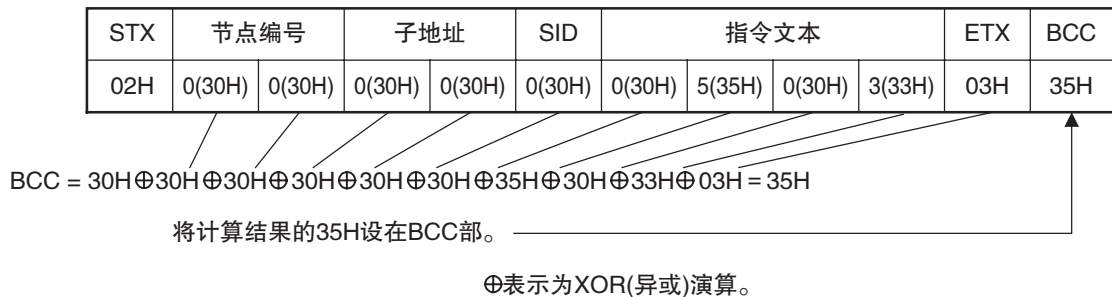 STX 节点编号 子地址 SID 指令文本 ETX BCC
02H 0(30H) 0(30H) 0(30H) 0(30H) 0(30H) 0(30H) 5(35H) 0(30H) 3(33H) 03H 35H
BCC = 30H⊕30H⊕30H⊕30H⊕30H⊕30H⊕35H⊕30H⊕33H⊕03H = 35H
将计算结果的35H设在BCC部。
⊕表示为XOR(异或)演算。